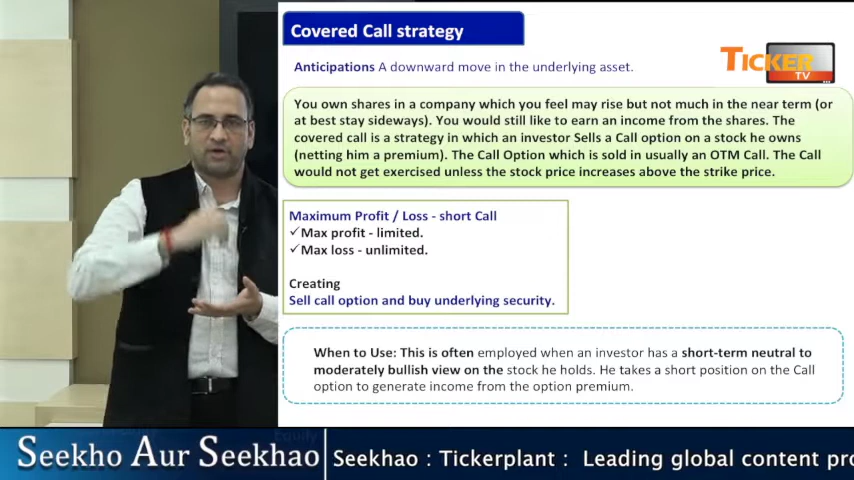 Covered Call strategy
Anticipations A downward move in the underlying asset.
TICKER
TV
You own shares in a company which you feel may rise but not much in the near term (or
at best stay sideways). You would still like to earn an income from the shares. The
covered call is a strategy in which an investor Sells a Call option on a stock he owns
(netting him a premium). The Call Option which is sold in usually an OTM Call. The Call
would not get exercised unless the stock price increases above the strike price.
Maximum Profit / Loss - short Call
✓Max profit - limited.
✓Max loss - unlimited.
Creating
Sell call option and buy underlying security.
When to Use: This is often employed when an investor has a short-term neutral to
moderately bullish view on the stock he holds. He takes a short position on the Call
option to generate income from the option premium.
Equity
Seekho Aur Seekhao
Seekhao : Tickerplant : Leading global content pro